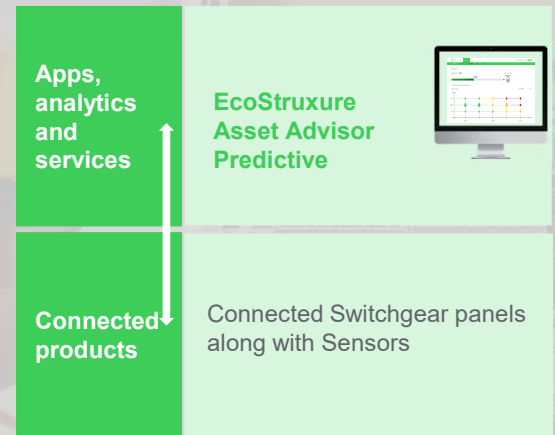 Apps,
analytics
and
services
EcoStruxure
Asset Advisor
Predictive
Connected
products
Connected Switchgear panels
along with Sensors